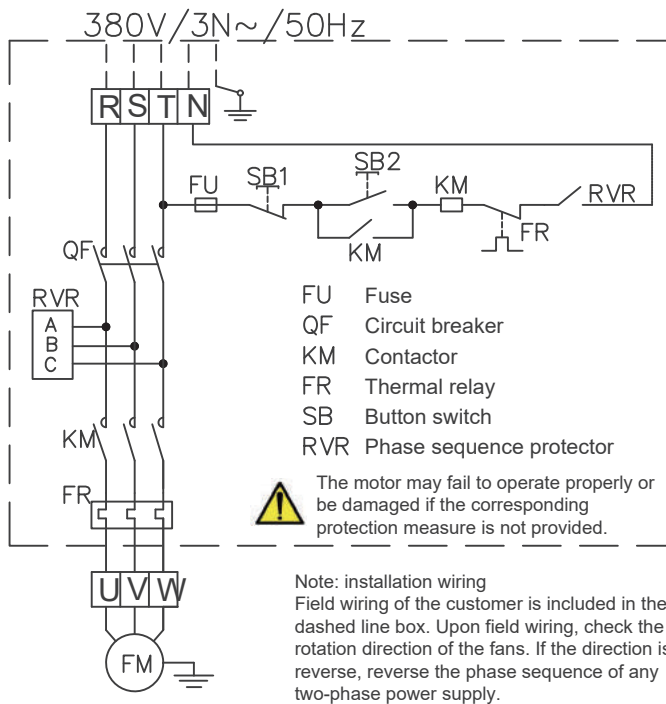 380V/3N~/50Hz
R S T N
FU SB1 SB2 KM RVR
KM FR
QF
RVR
A
B
C
FU Fuse
QF Circuit breaker
KM Contactor
FR Thermal relay
SB Button switch
RVR Phase sequence protector
KM
FR
The motor may fail to operate properly or
be damaged if the corresponding
protection measure is not provided.
U V W
FM
Note: installation wiring
Field wiring of the customer is included in the
dashed line box. Upon field wiring, check the
rotation direction of the fans. If the direction is
reverse, reverse the phase sequence of any
two-phase power supply.